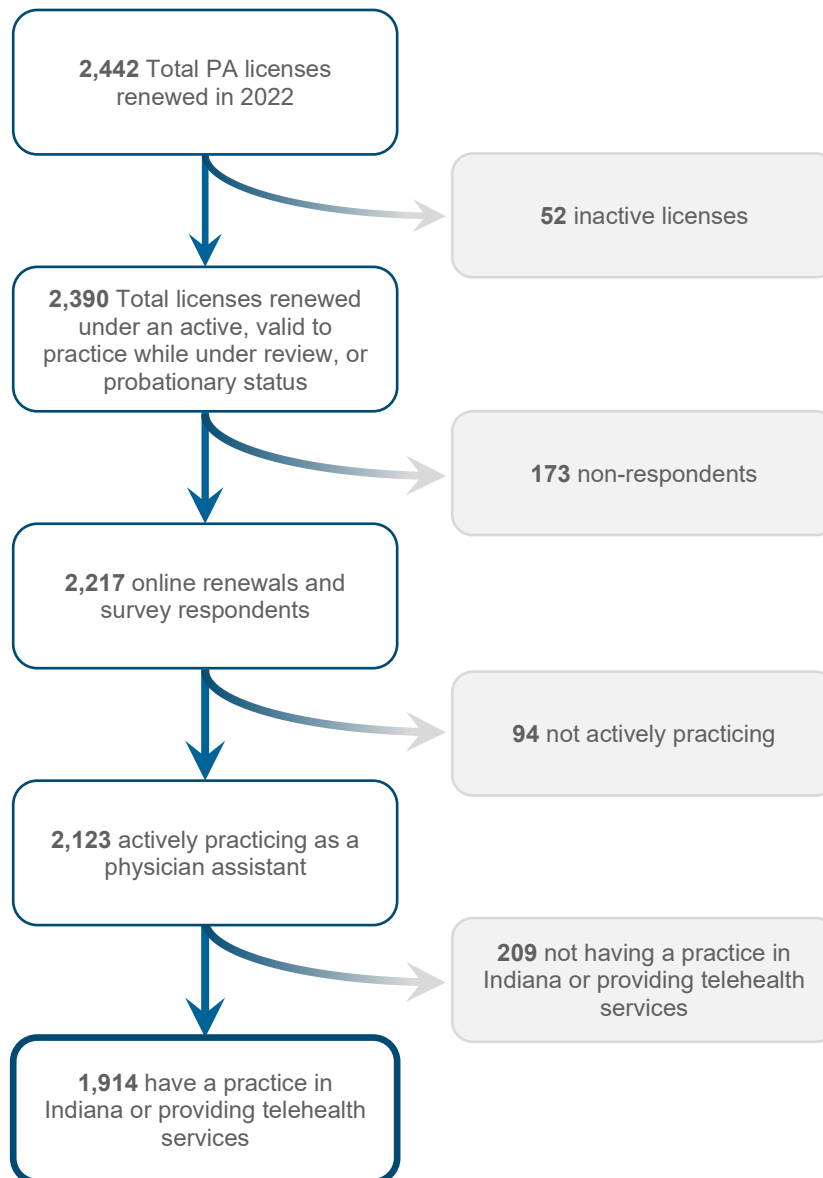 2,442 Total PA licenses
renewed in 2022
52 inactive licenses
2,390 Total licenses renewed
under an active, valid to
practice while under review, or
probationary status
173 non-respondents
2,217 online renewals and
survey respondents
94 not actively practicing
2,123 actively practicing as a
physician assistant
209 not having a practice in
Indiana or providing telehealth
services
1,914 have a practice in
Indiana or providing telehealth
services